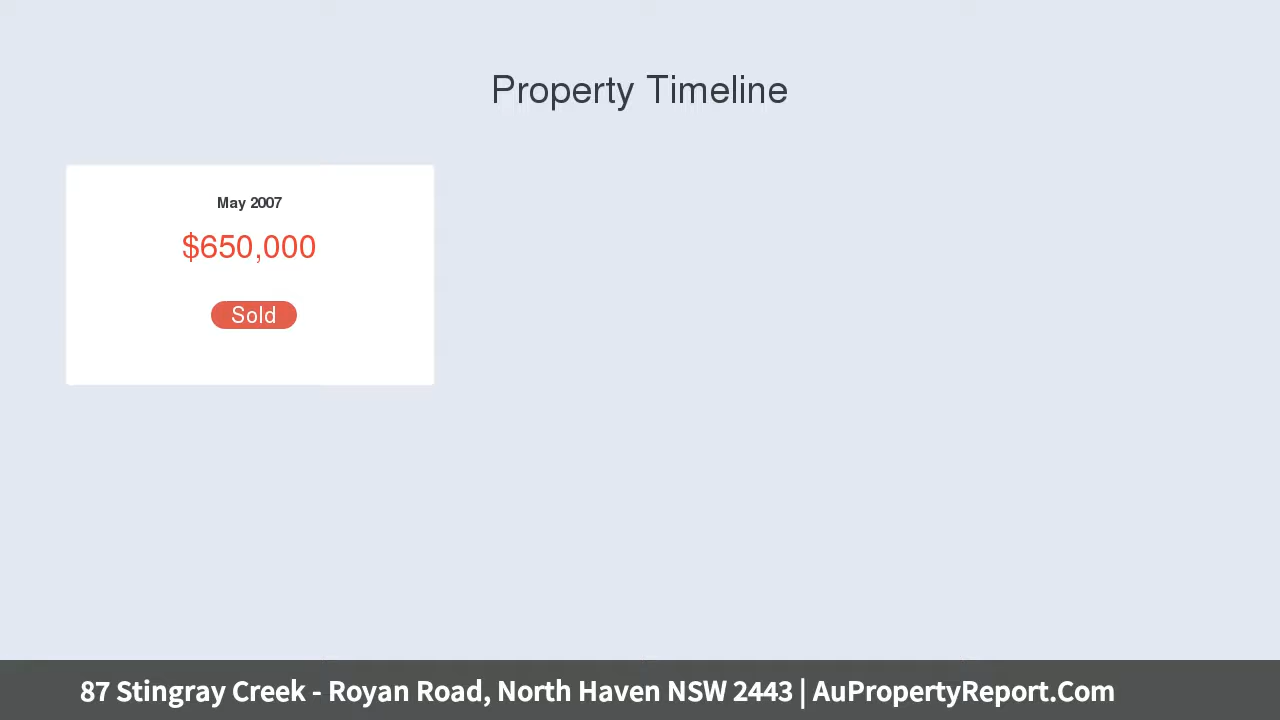 Property Timeline
May 2007
$650,000
Sold
87 Stingray Creek - Royan Road, North Haven NSW 2443 | AuPropertyReport.Com